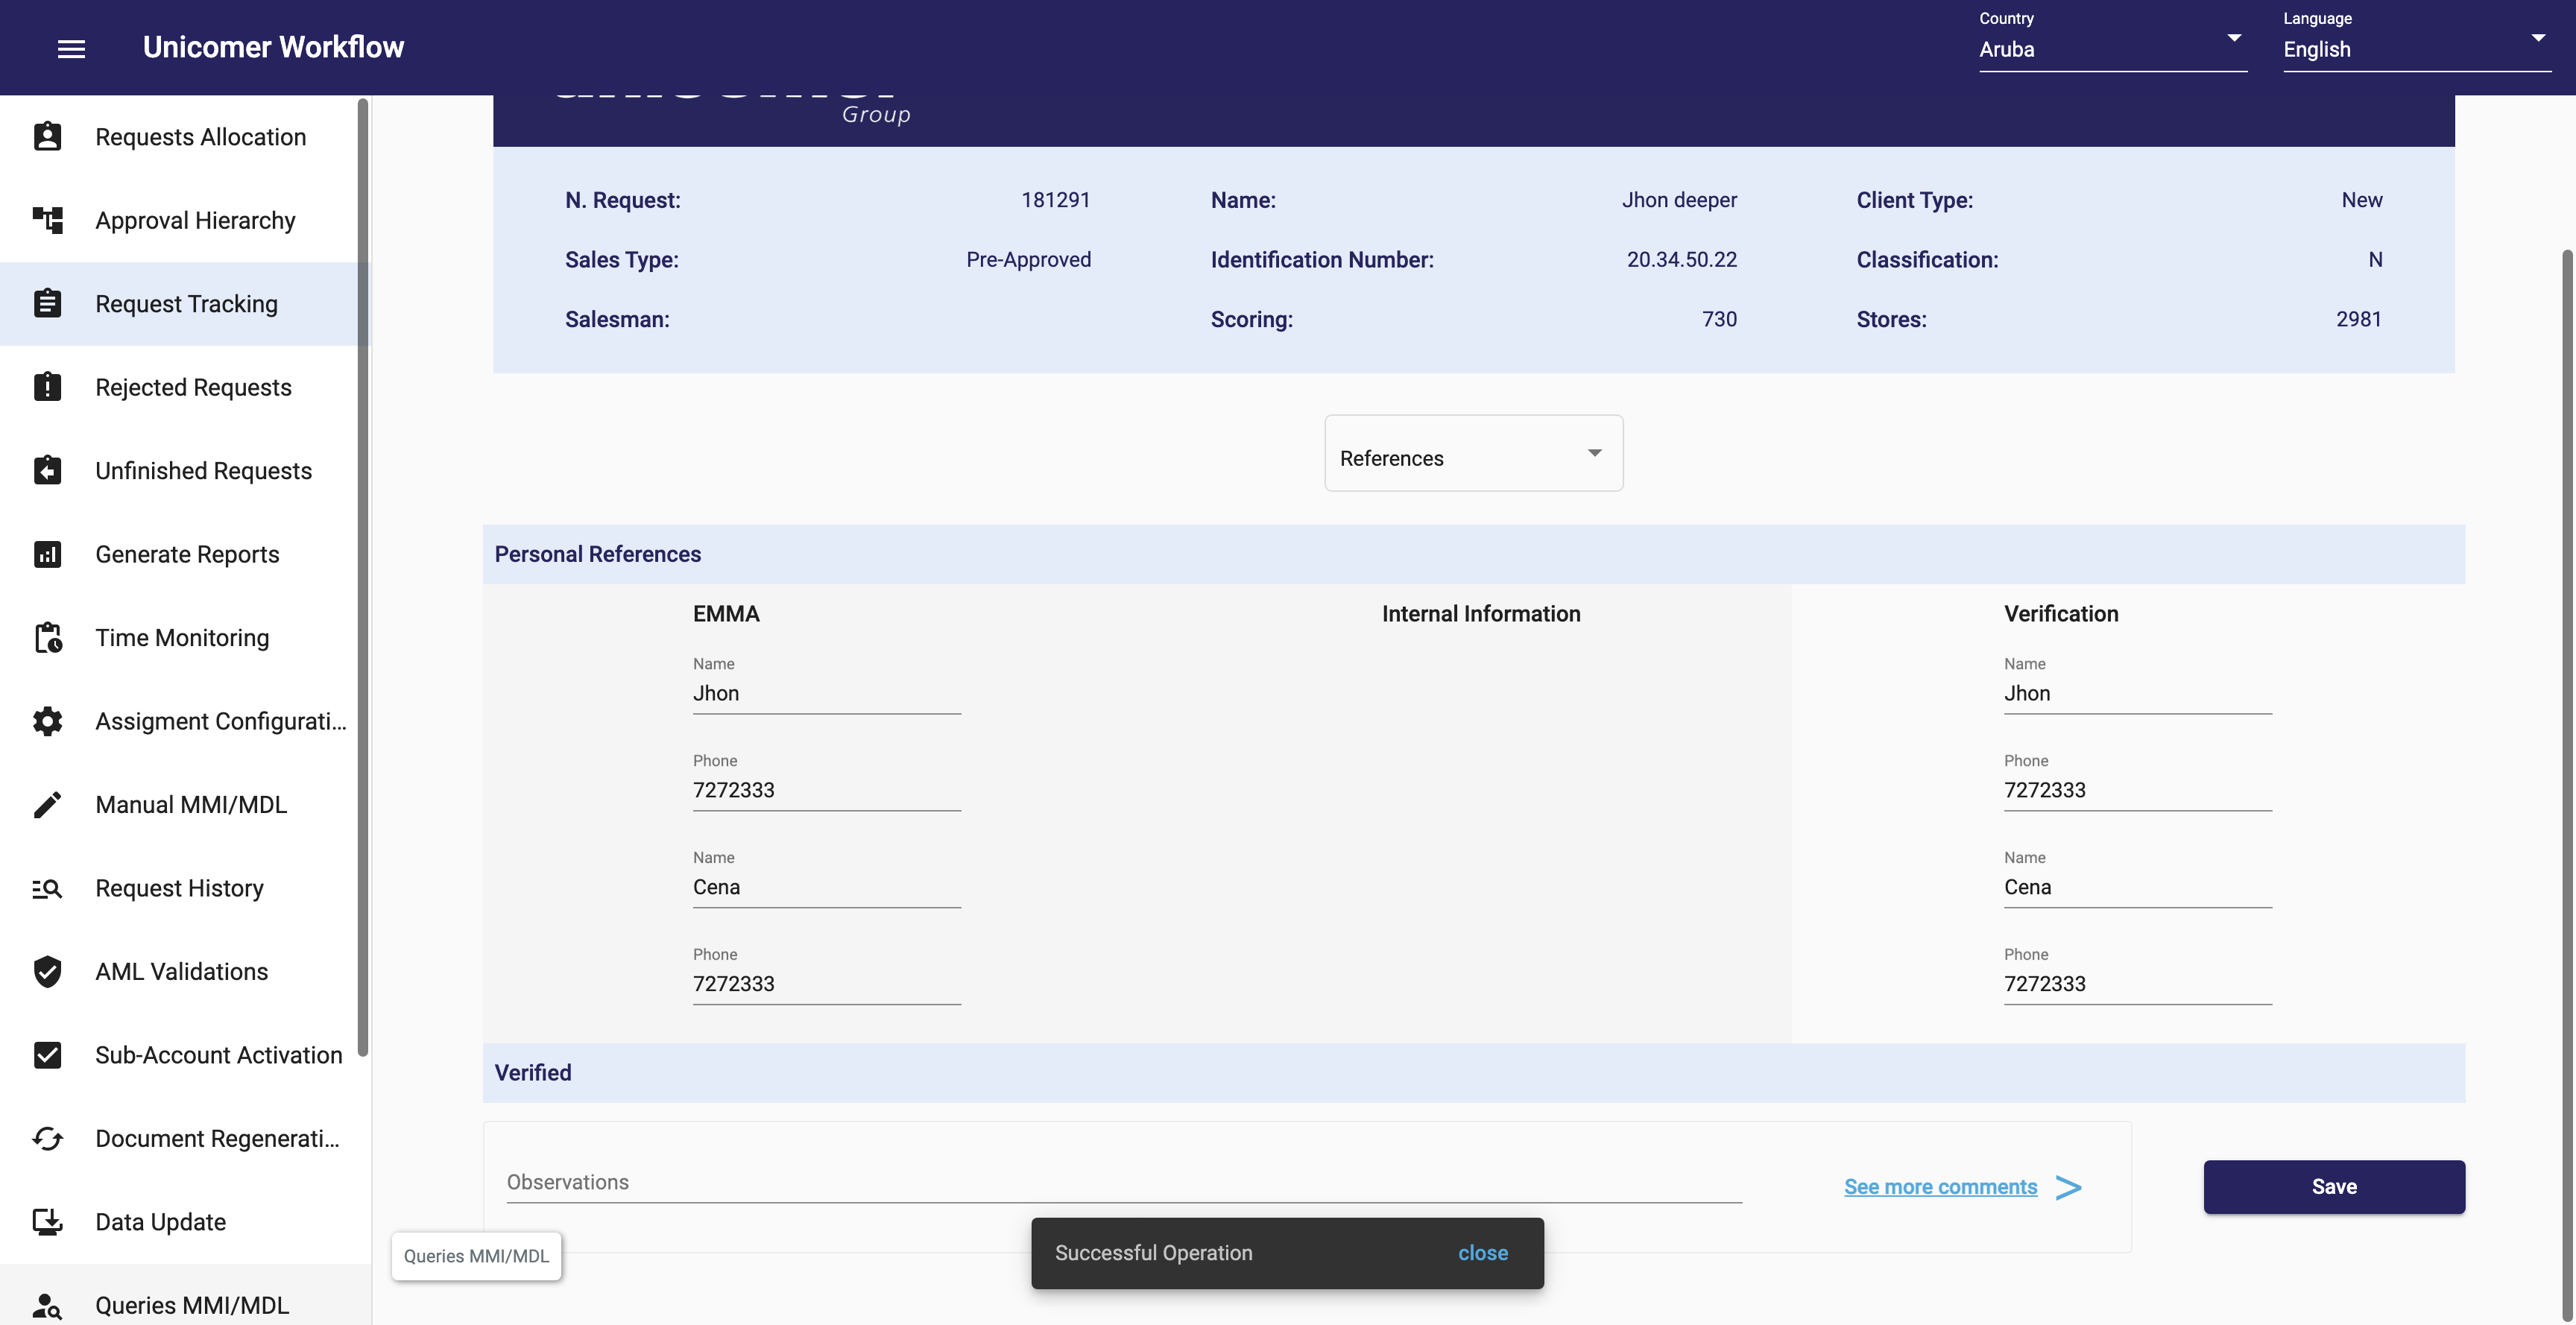 Unicomer Workflow
Country
Aruba
Language
English
Requests Allocation
Approval Hierarchy
Request Tracking
Rejected Requests
Unfinished Requests
Generate Reports
Time Monitoring
Assigment Configurati...
Manual MMI/MDL
Request History
AML Validations
Sub-Account Activation
Document Regenerati...
Data Update
Queries MMI/MDL
Group
N. Request: 181291 Name: Jhon deeper Client Type: New
Sales Type: Pre-Approved Identification Number: 20.34.50.22 Classification: N
Salesman: Scoring: 730 Stores: 2981
References
Personal References
EMMA Internal Information Verification
Name Name
Jhon Jhon
Phone Phone
7272333 7272333
Name Name
Cena Cena
Phone Phone
7272333 7272333
Verified
Observations
See more comments >
Save
Queries MMI/MDL
Successful Operation close